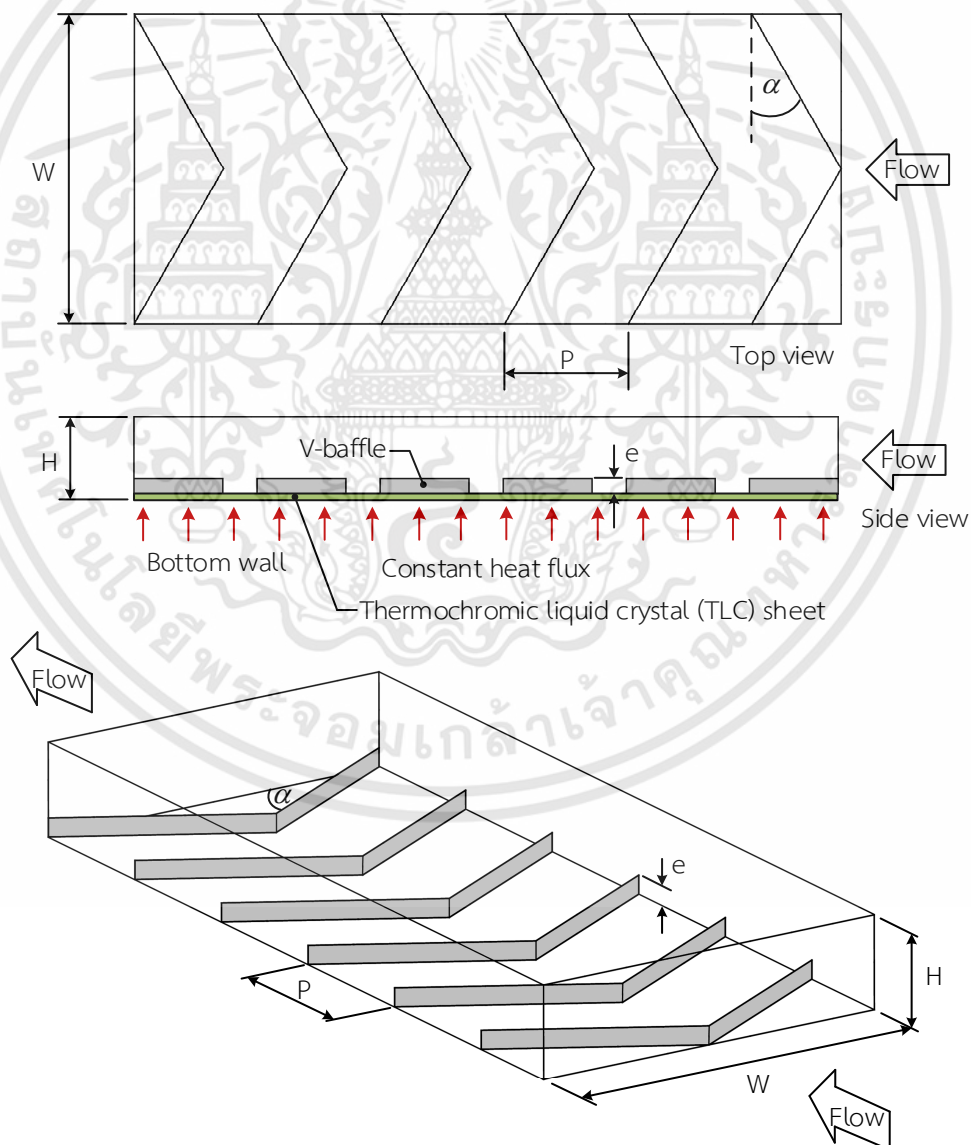 W
α
Flow
P
Top view
H
V-baffle
e
Flow
Side view
Bottom wall
Constant heat flux
Thermochromic liquid crystal (TLC) sheet
Flow
α
e
P
H
W
Flow